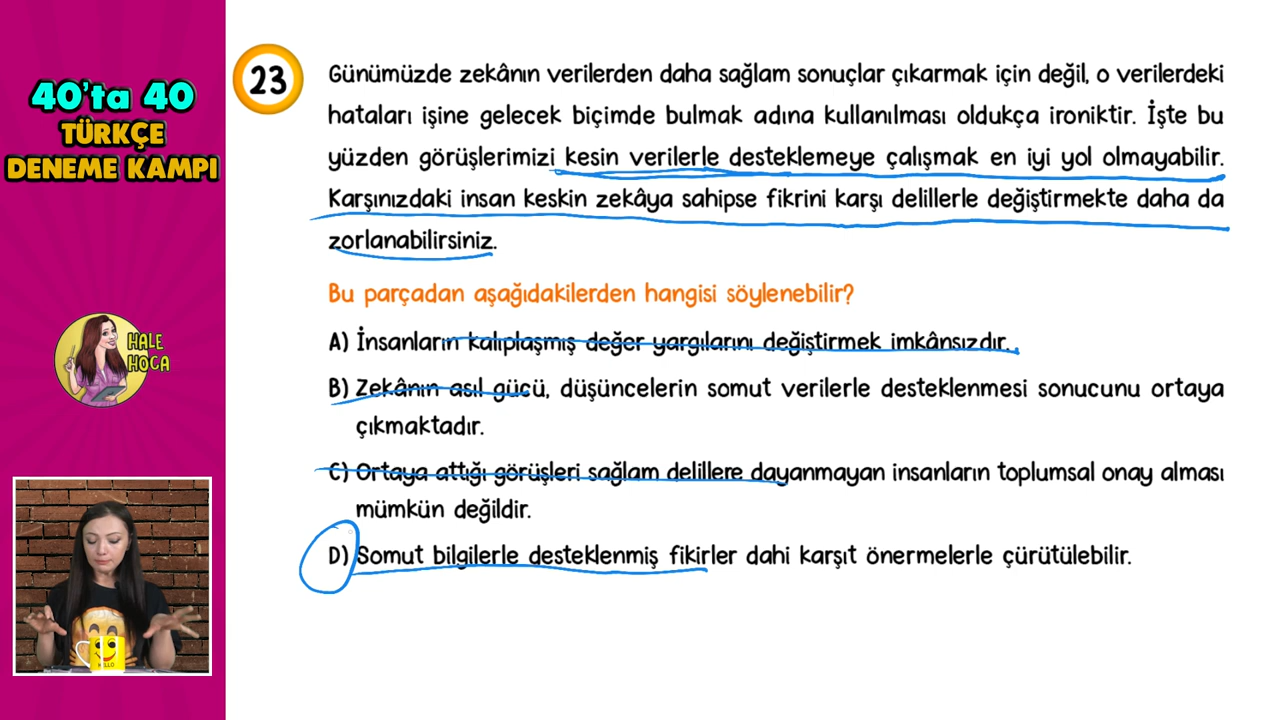 40'ta 40
TÜRKÇE
DENEME KAMPI
HALE
HOCA
HELLO
23
Günümüzde zekânın verilerden daha sağlam sonuçlar çıkarmak için değil, o verilerdeki
hataları işine gelecek biçimde bulmak adına kullanılması oldukça ironiktir. İşte bu
yüzden görüşlerimizi kesin verilerle desteklemeye çalışmak en iyi yol olmayabilir.
Karşınızdaki insan keskin zekâya sahipse fikrini karşı delillerle değiştirmekte daha da
zorlanabilirsiniz.
Bu parçadan aşağıdakilerden hangisi söylenebilir?
A) İnsanların kalıplaşmış değer yargılarını değiştirmek imkânsızdır.
B) Zekânın asıl gücü, düşüncelerin somut verilerle desteklenmesi sonucunu ortaya
çıkmaktadır.
C) Ortaya attığı görüşleri sağlam delillere dayanmayan insanların toplumsal onay alması
mümkün değildir.
D) Somut bilgilerle desteklenmiş fikirler dahi karşıt önermelerle çürütülebilir.